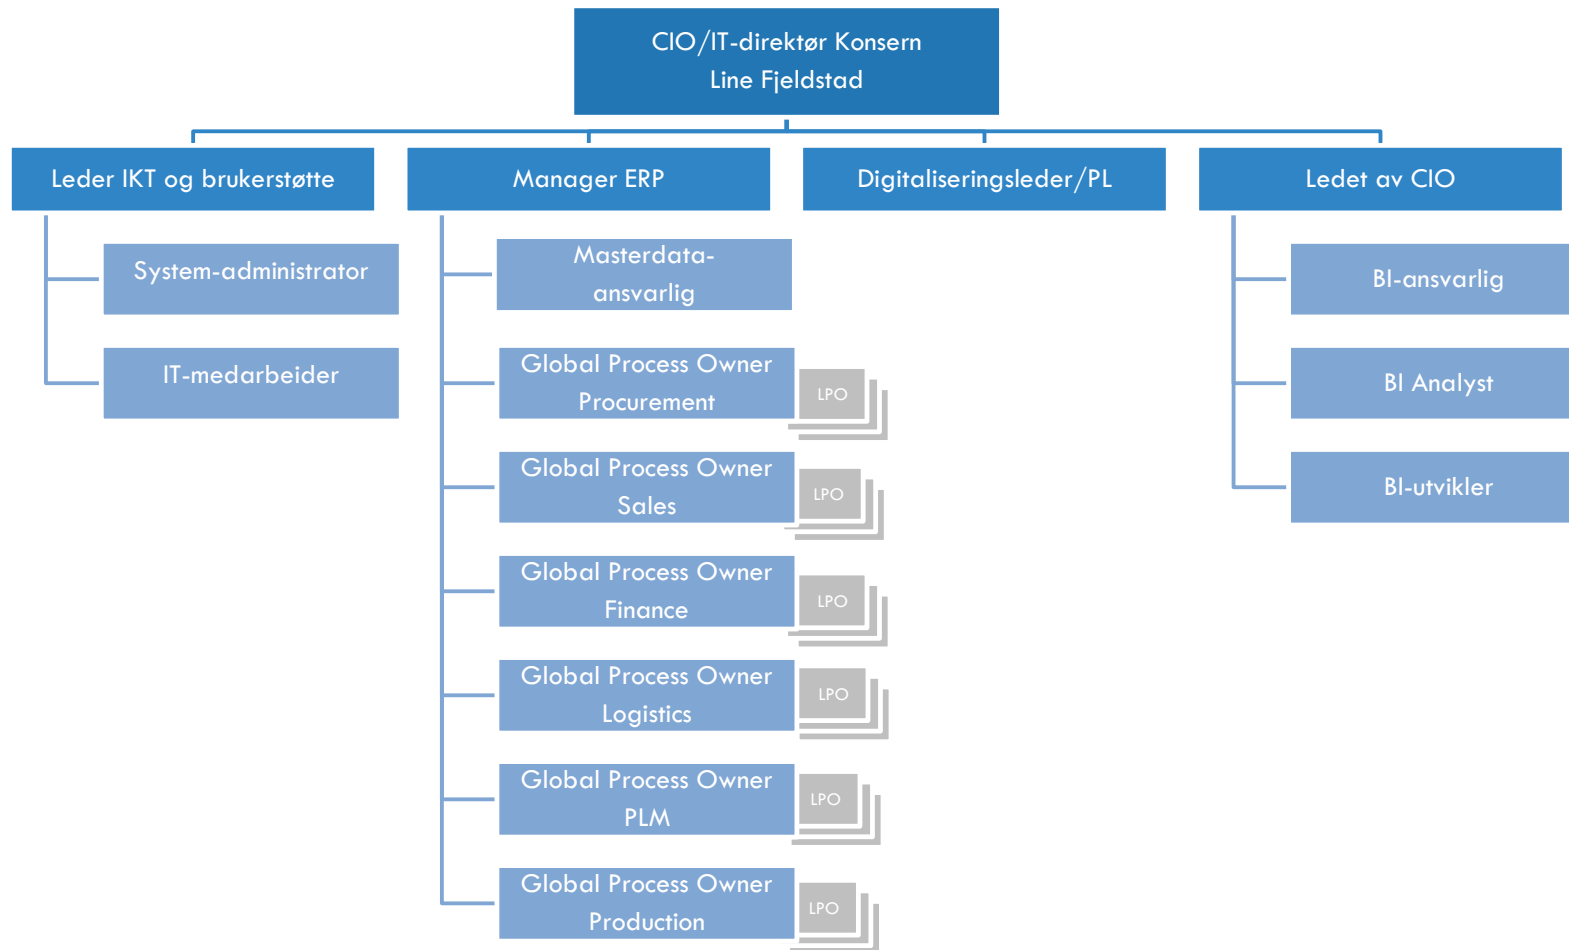 CIO/IT-direktør Konsern
Line Fjeldstad
Leder IKT og brukerstøtte
System-administrator
IT-medarbeider
Manager ERP
Masterdata-
ansvarlig
Global Process Owner
Procurement
LPO
Global Process Owner
Sales
LPO
Global Process Owner
Finance
LPO
Global Process Owner
Logistics
LPO
Global Process Owner
PLM
LPO
Global Process Owner
Production
LPO
Digitaliseringsleder/PL
Ledet av CIO
BI-ansvarlig
BI Analyst
BI-utvikler